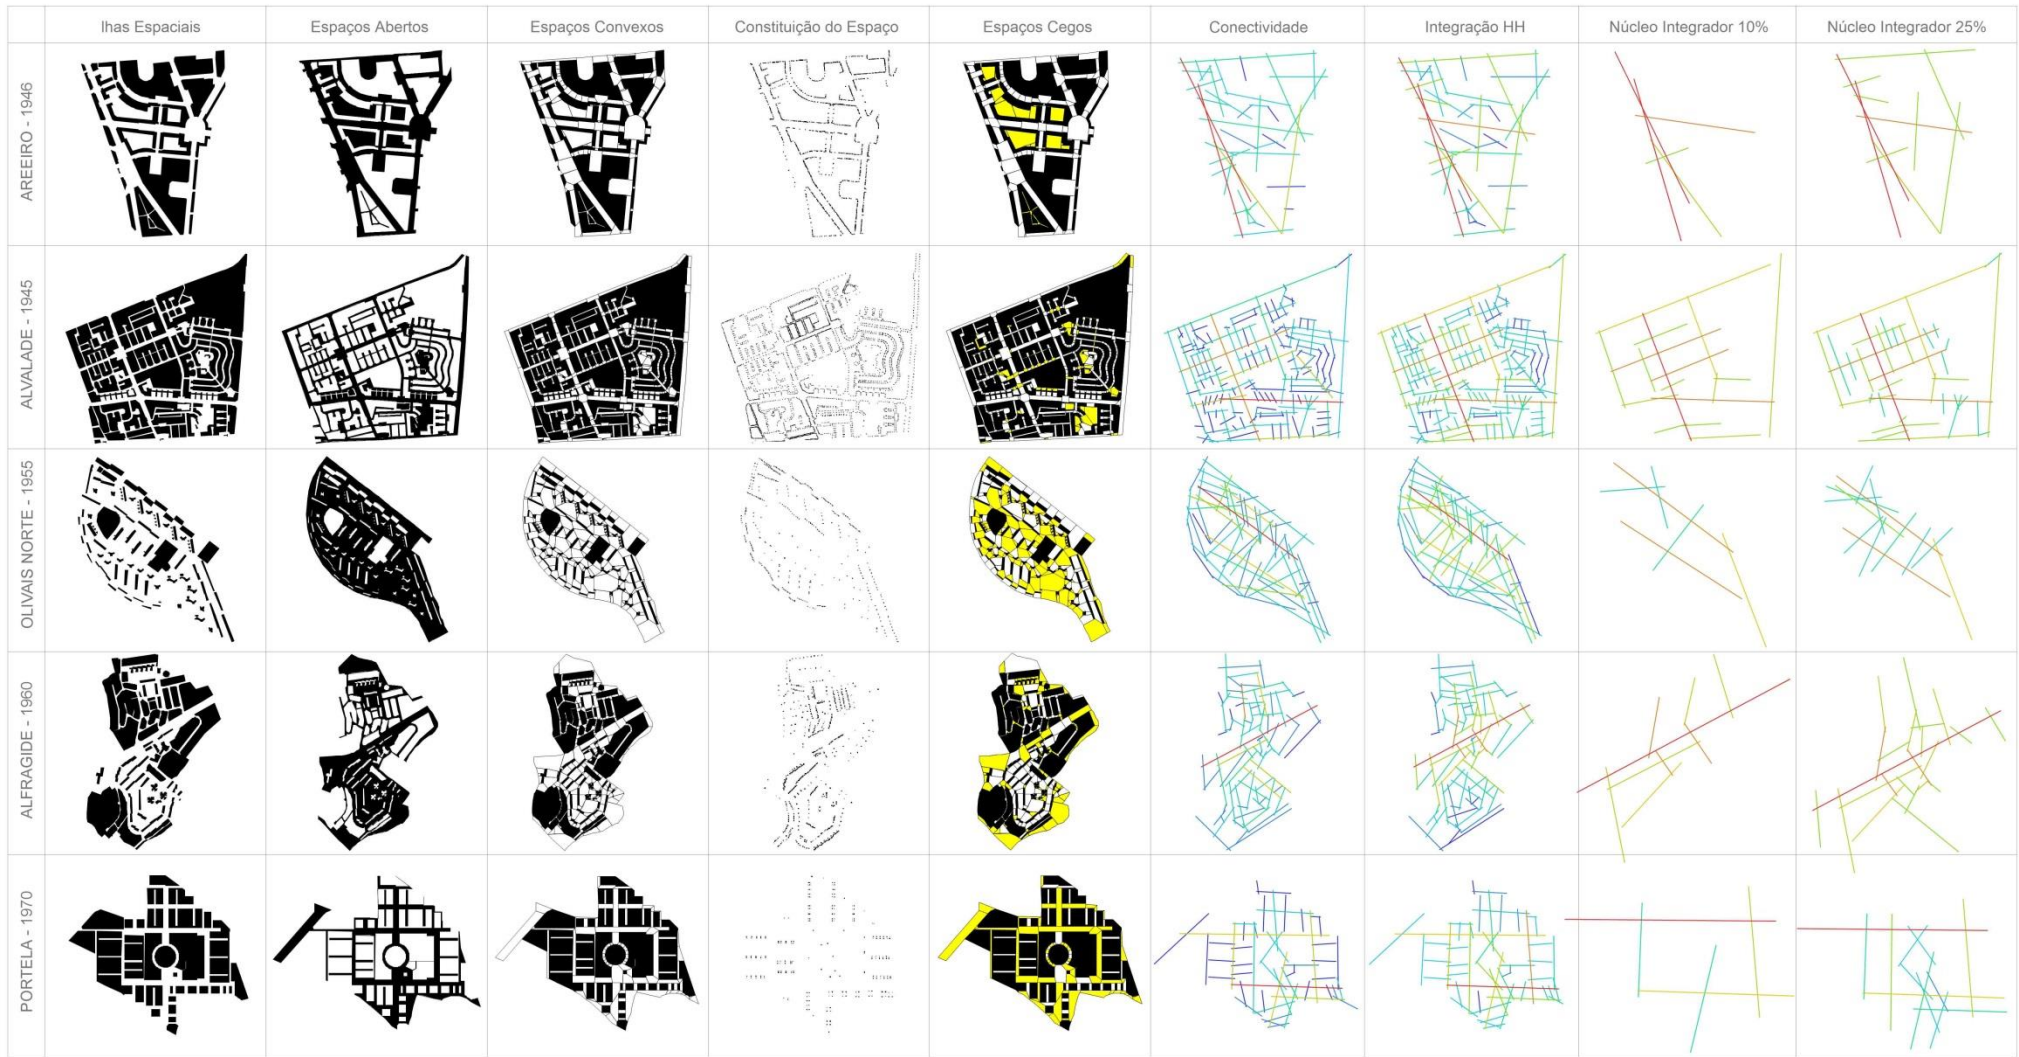 lhas Espaciais
Espaços Abertos
Espaços Convexos
Constituição do Espaço
Espaços Cegos
Conectividade
Integração HH
Núcleo Integrador 10%
Núcleo Integrador 25%
AREEIRO - 1946
ALVALADE - 1945
OLIVAIS NORTE - 1955
ALFRAGIDE - 1960
PORTELA - 1970